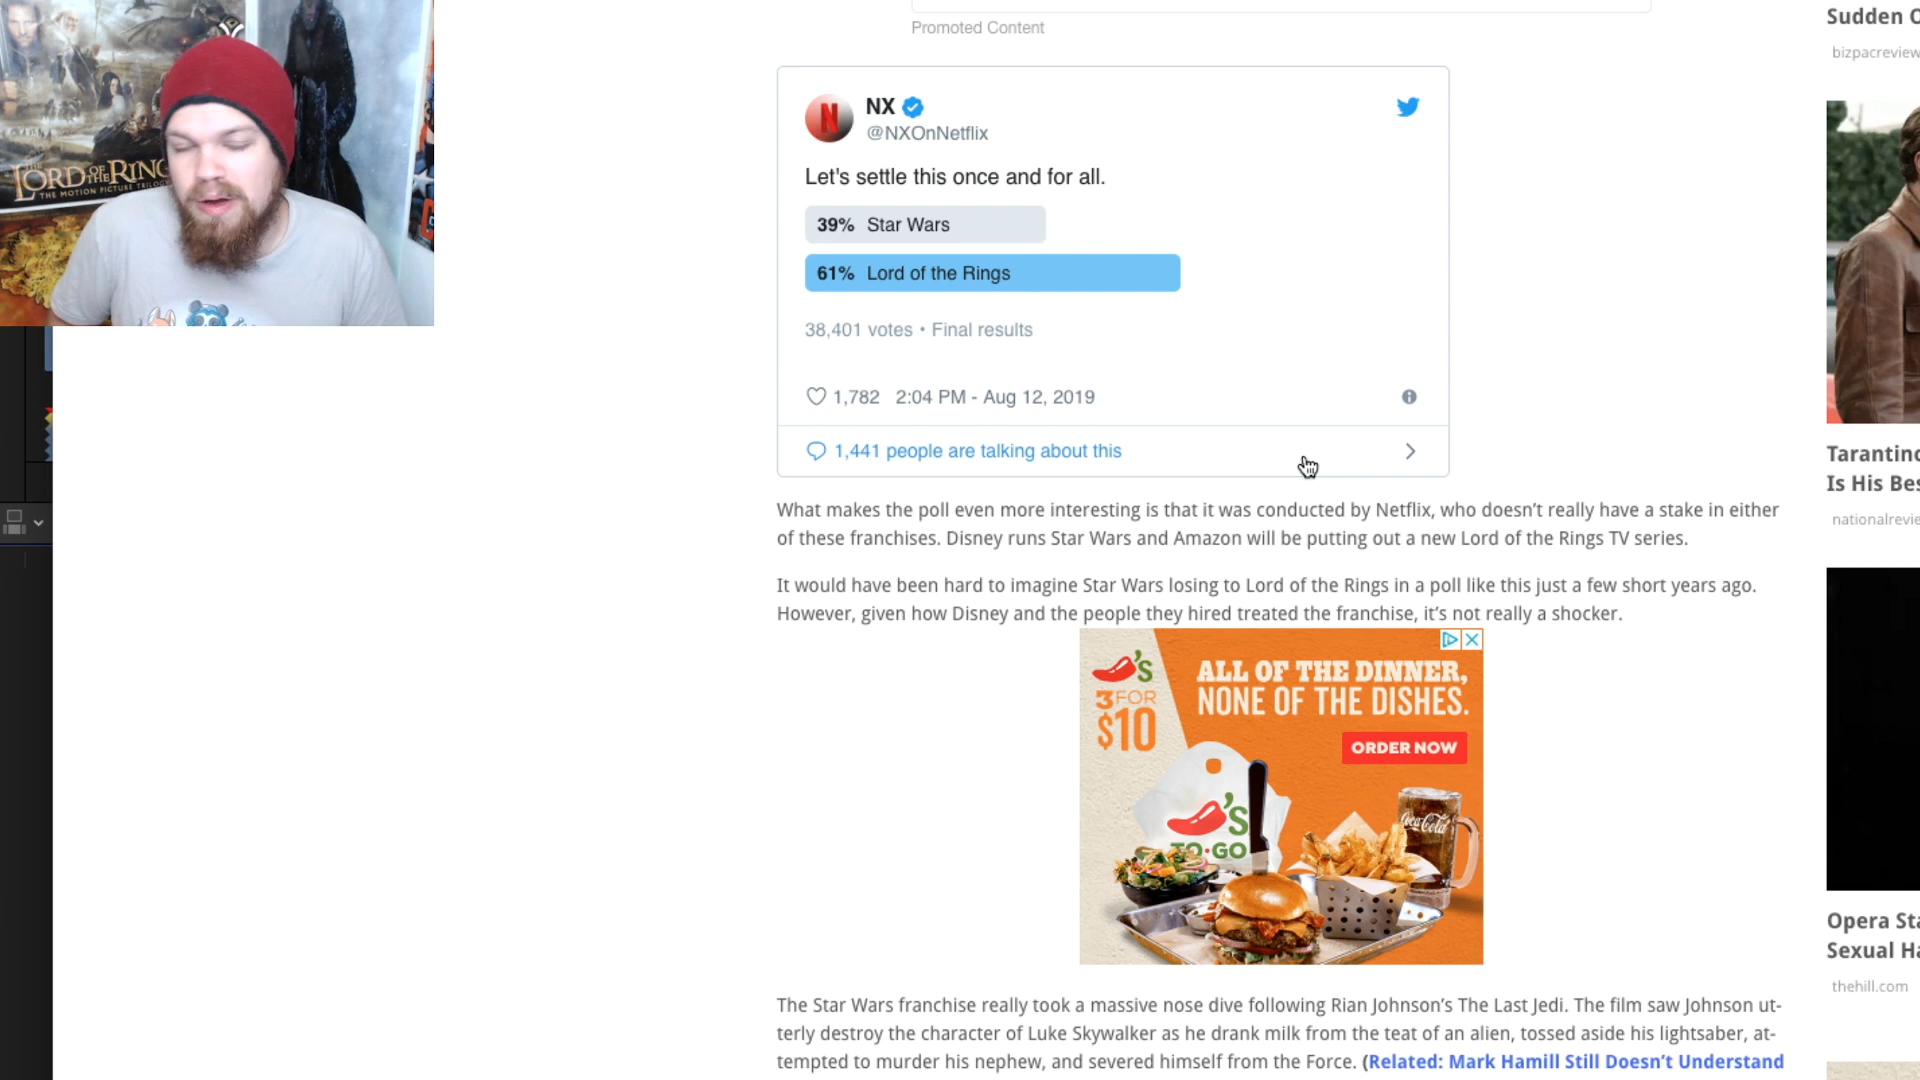 LORD OF THE RING
THE MOTION PICTURE TRILOGY
Promoted Content
NX
@NXOnNetflix
Let's settle this once and for all.
39% Star Wars
61% Lord of the Rings
38,401 votes • Final results
1,782 2:04 PM - Aug 12, 2019
1,441 people are talking about this
What makes the poll even more interesting is that it was conducted by Netflix, who doesn’t really have a stake in either
of these franchises. Disney runs Star Wars and Amazon will be putting out a new Lord of the Rings TV series.
It would have been hard to imagine Star Wars losing to Lord of the Rings in a poll like this just a few short years ago.
However, given how Disney and the people they hired treated the franchise, it’s not really a shocker.
’S
3 FOR
$10
ALL OF THE DINNER,
NONE OF THE DISHES.
ORDER NOW
’S
TO·GO
Coca-Cola
The Star Wars franchise really took a massive nose dive following Rian Johnson’s The Last Jedi. The film saw Johnson ut-
terly destroy the character of Luke Skywalker as he drank milk from the teat of an alien, tossed aside his lightsaber, at-
tempted to murder his nephew, and severed himself from the Force. (Related: Mark Hamill Still Doesn’t Understand
Sudden O
bizpacreview
Tarantino
Is His Bes
nationalrevie
Opera Sta
Sexual Ha
thehill.com